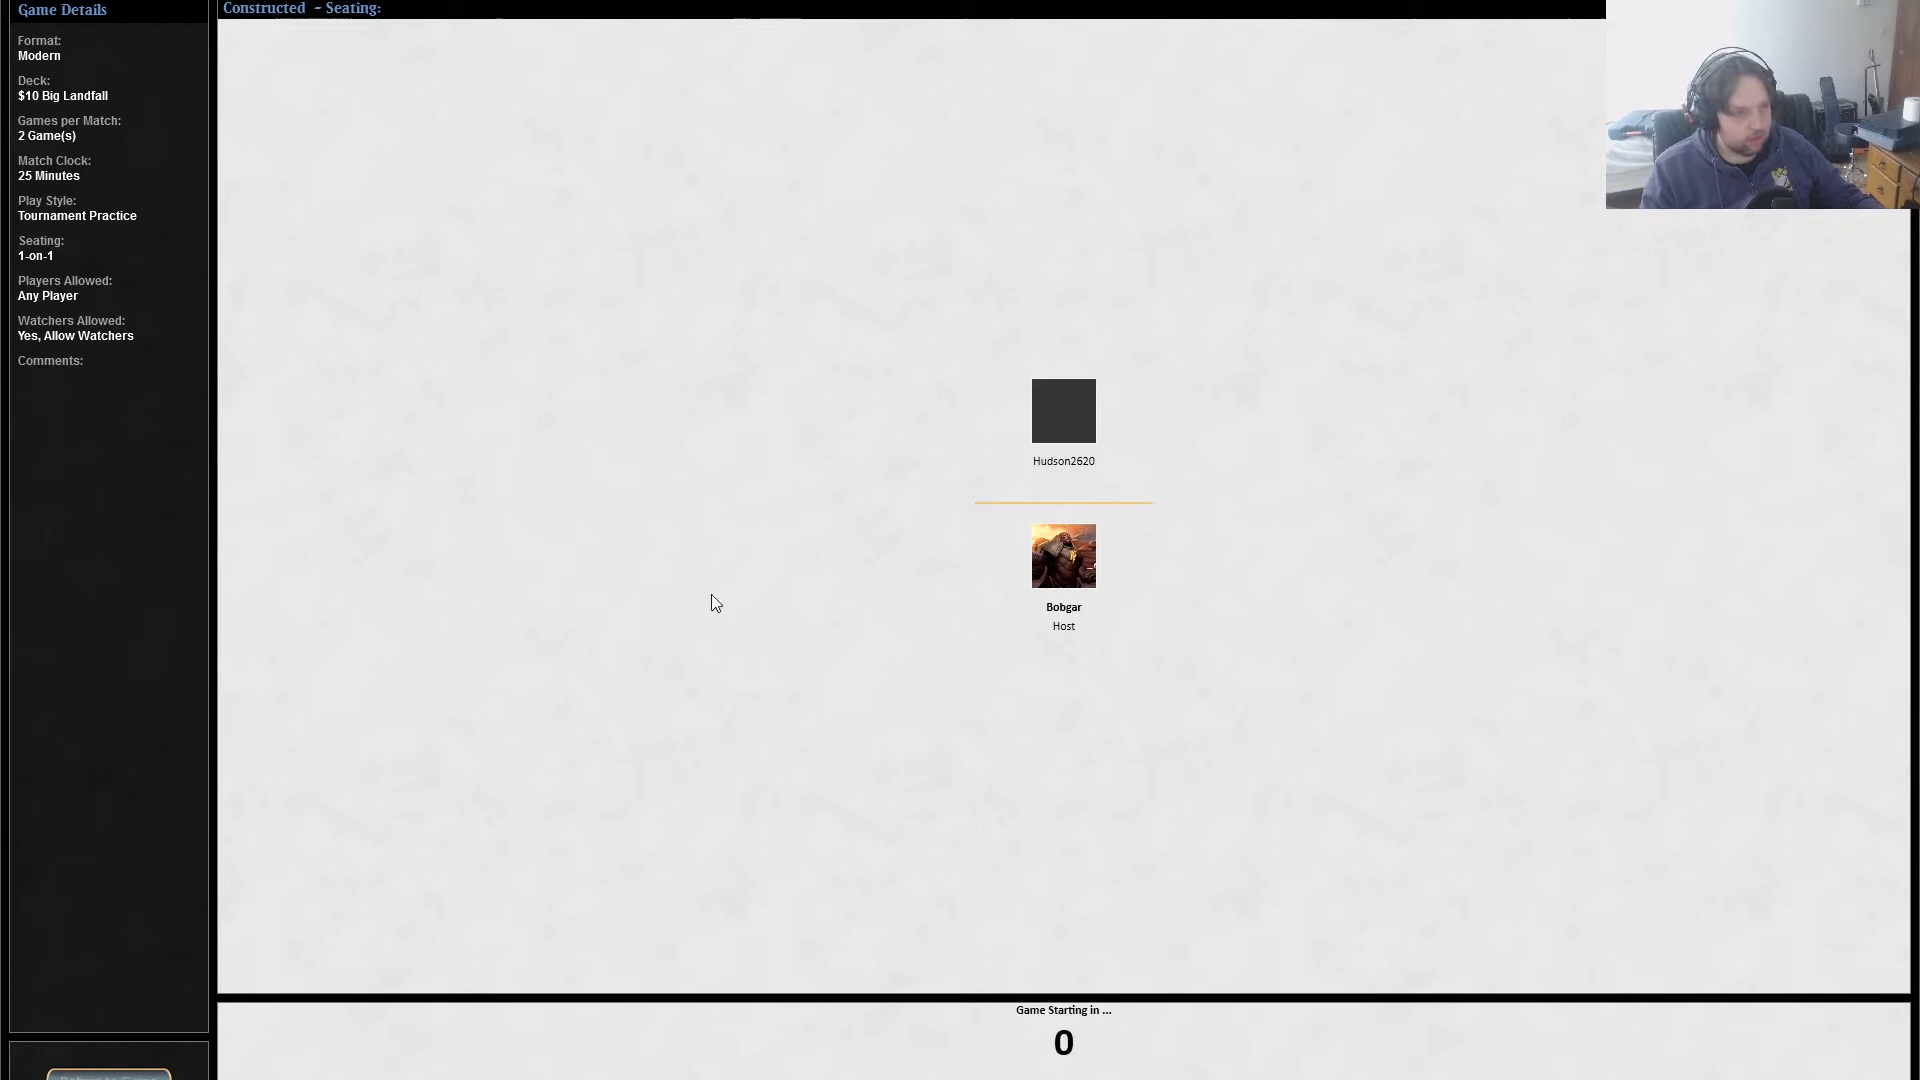 Game Details
Format:
Modern
Deck:
$10 Big Landfall
Games per Match:
2 Game(s)
Match Clock:
25 Minutes
Play Style:
Tournament Practice
Seating:
1-on-1
Players Allowed:
Any Player
Watchers Allowed:
Yes, Allow Watchers
Comments:
Constructed - Seating:
Hudson2620
Bobgar
Host
Game Starting in ...
0